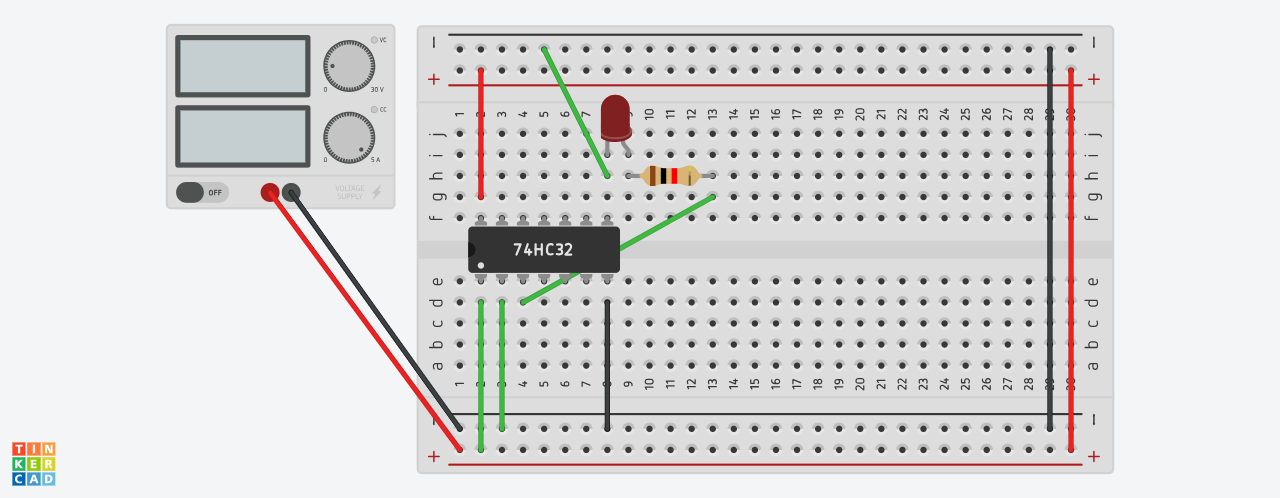 VC
0 30 V
CC
0 5 A
OFF
VOLTAGE
SUPPLY
− −
+ +
1 2 3 4 5 6 7 9 10 11 12 13 14 15 16 17 18 19 20 21 22 23 24 25 26 27 28 29 30
j j
i i
h h
g g
f f
74HC32
e e
d d
c c
b b
a a
1 2 3 4 5 6 7 8 9 10 11 12 13 14 15 16 17 18 19 20 21 22 23 24 25 26 27 28 29 30
− −
+ +
TIN
KER
CAD